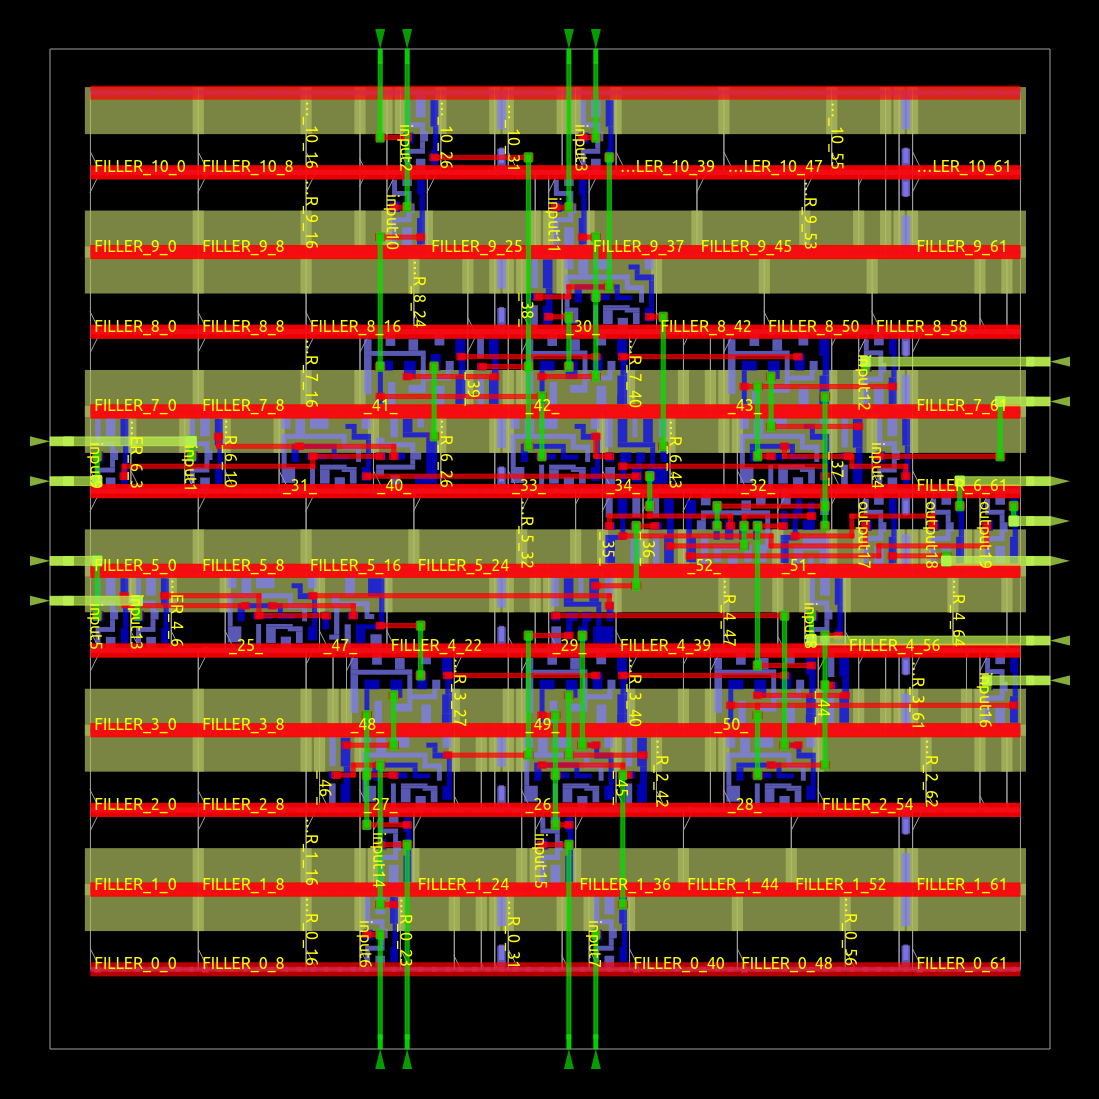 ..._10_16
input2
..._10_26
..._10_31
input3
..._10_55
FILLER_10_0
FILLER_10_8
...LER_10_39
...LER_10_47
...LER_10_61
...R_9_16
input10
input11
...R_9_53
FILLER_9_0
FILLER_9_8
FILLER_9_25
FILLER_9_37
FILLER_9_45
FILLER_9_61
...R_8_24
_38_
FILLER_8_0
FILLER_8_8
FILLER_8_16
_30_
FILLER_8_42
FILLER_8_50
FILLER_8_58
...R_7_16
_39_
...R_7_40
input12
FILLER_7_0
FILLER_7_8
_41_
_42_
_43_
FILLER_7_61
input9
ER_6_3
input1
...R_6_10
...R_6_26
...R_6_43
_37_
input4
_31_
_40_
_33_
_34_
_32_
FILLER_6_61
...R_5_32
_35_
_36_
output17
output18
output19
FILLER_5_0
FILLER_5_8
FILLER_5_16
FILLER_5_24
_52_
_51_
input5
input13
ER_4_6
...R_4_47
input8
...R_4_64
_25_
_47_
FILLER_4_22
_29_
FILLER_4_39
FILLER_4_56
...R_3_27
...R_3_40
_44_
...R_3_61
input16
FILLER_3_0
FILLER_3_8
_48_
_49_
_50_
_46_
_45_
...R_2_42
...R_2_62
FILLER_2_0
FILLER_2_8
_27_
_26_
_28_
FILLER_2_54
...R_1_16
input14
input15
FILLER_1_0
FILLER_1_8
FILLER_1_24
FILLER_1_36
FILLER_1_44
FILLER_1_52
FILLER_1_61
...R_0_16
input6
...R_0_23
...R_0_31
input7
...R_0_56
FILLER_0_0
FILLER_0_8
FILLER_0_40
FILLER_0_48
FILLER_0_61